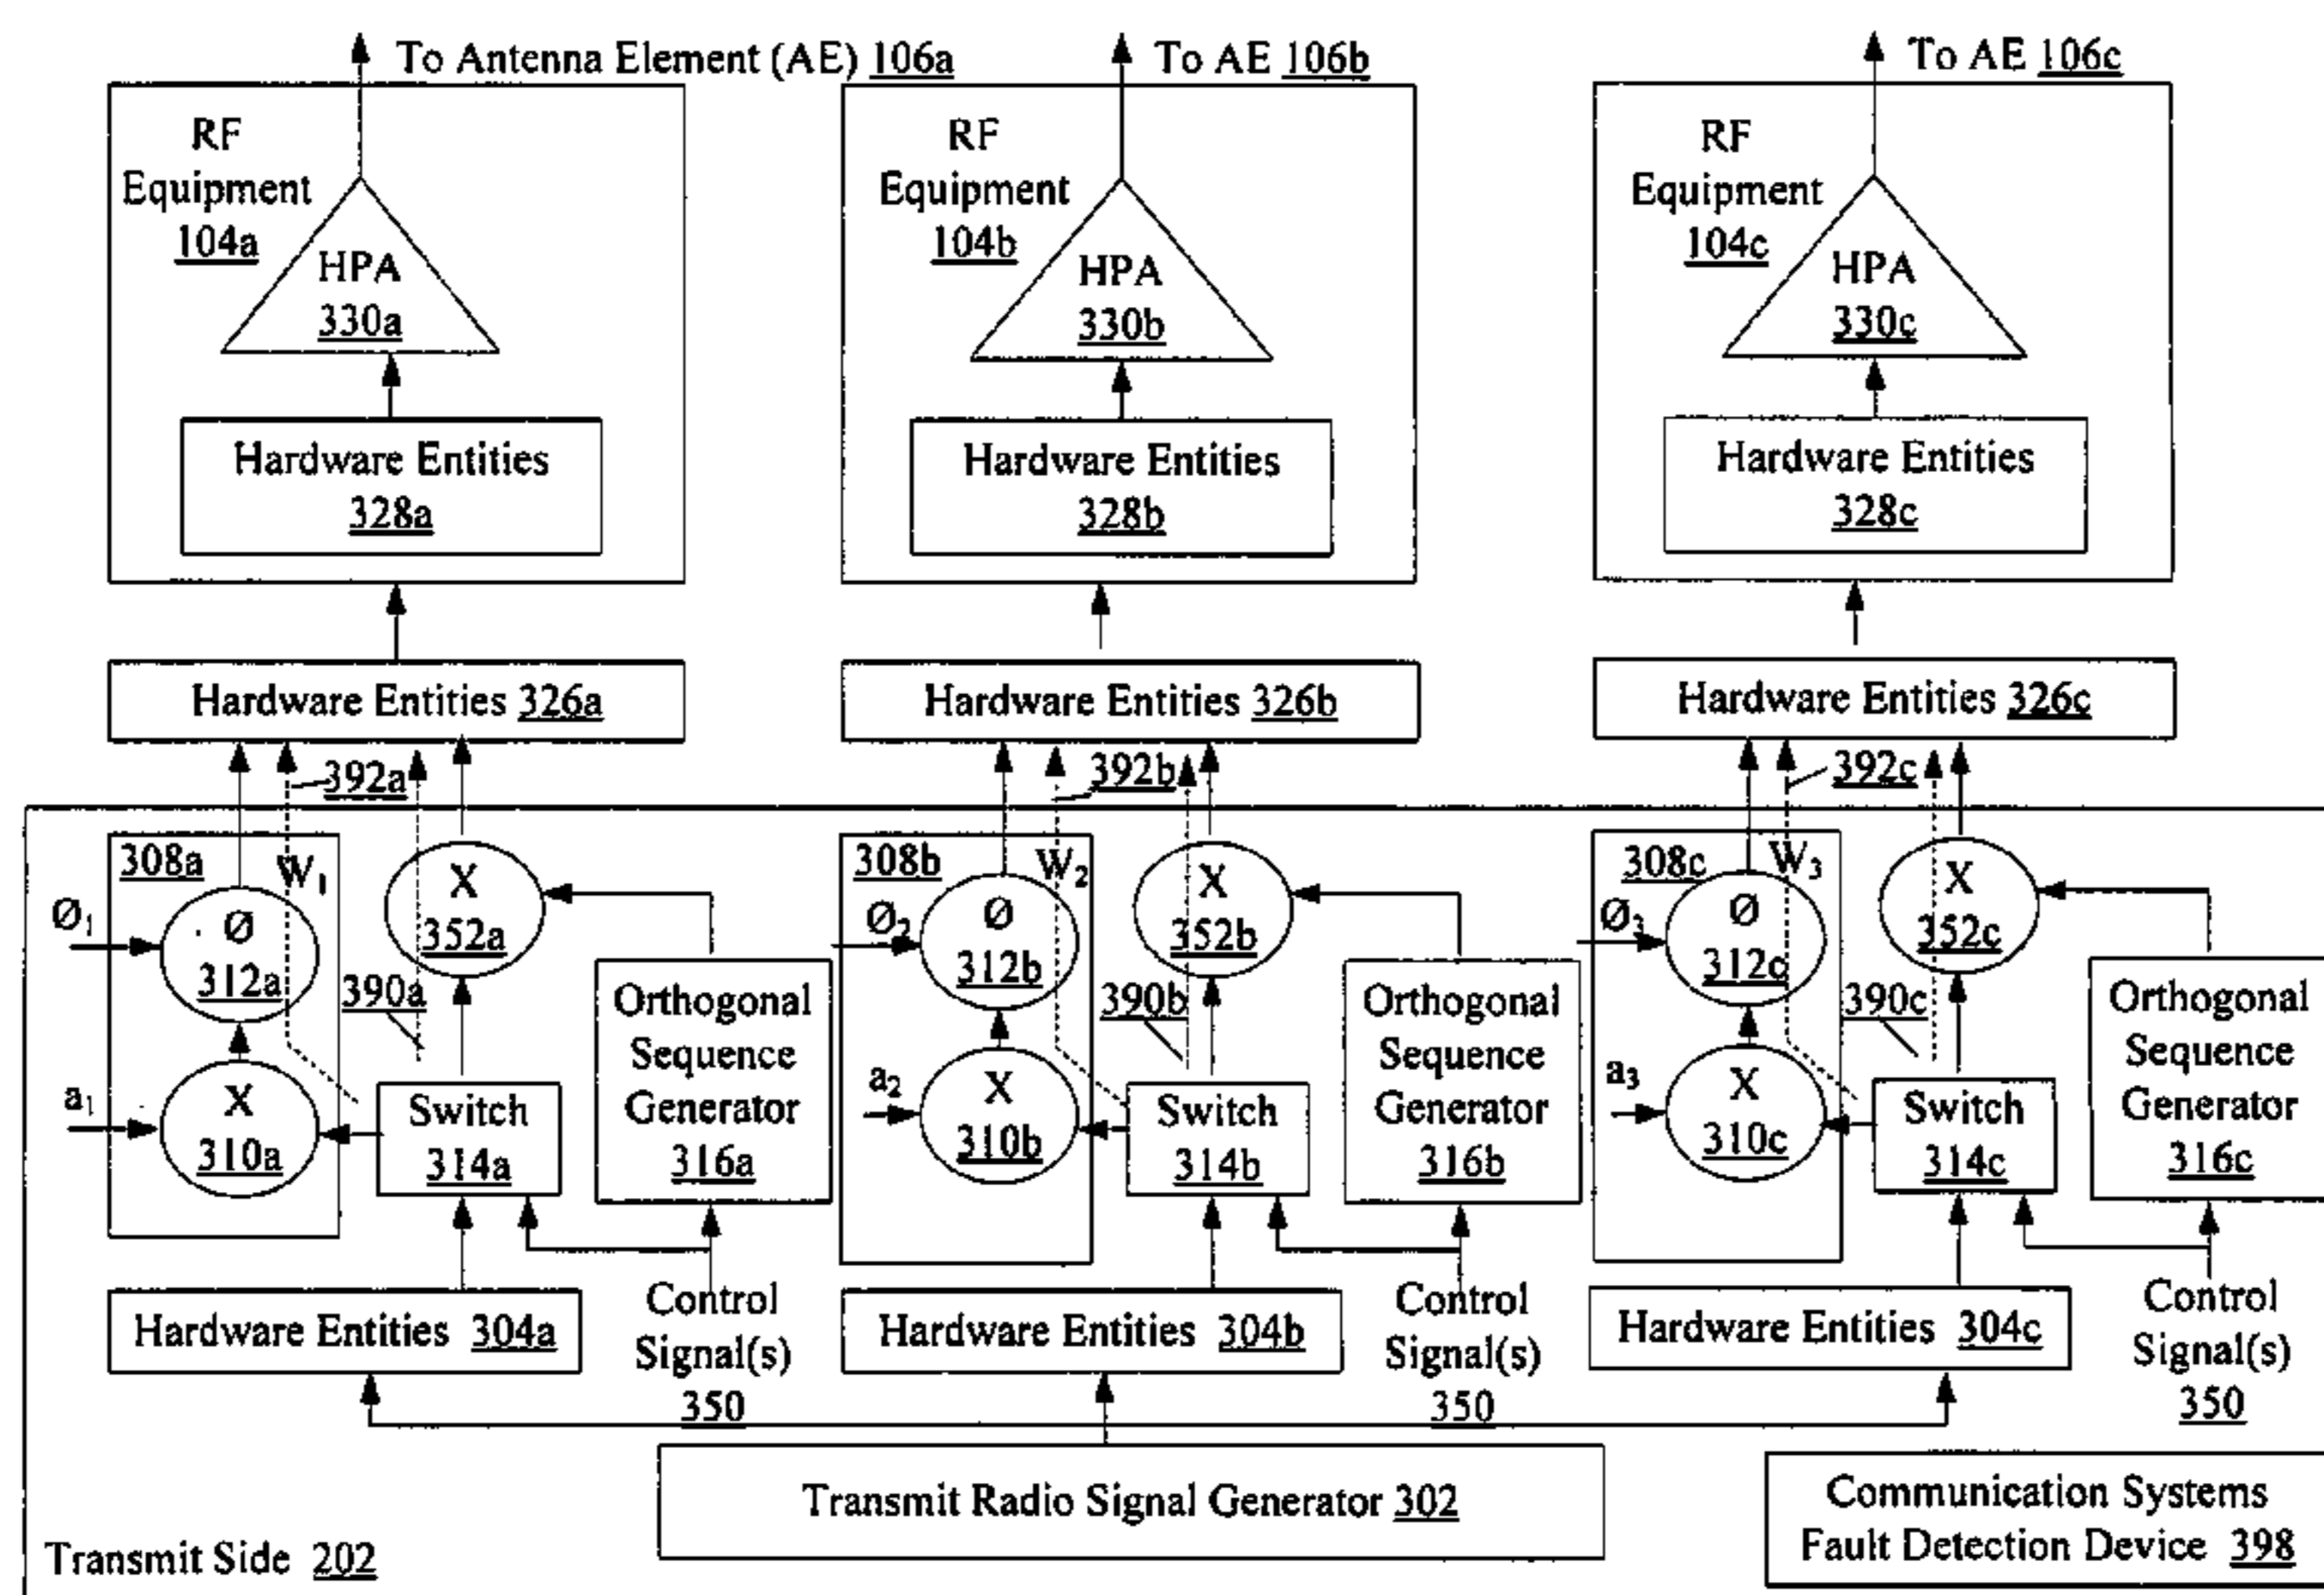 To Antenna Element (AE) 106a
To AE 106b
To AE 106c
RF
Equipment
104a
HPA
330a
Hardware Entities
328a
RF
Equipment
104b
HPA
330b
Hardware Entities
328b
RF
Equipment
104c
HPA
330c
Hardware Entities
328c
Hardware Entities 326a
Hardware Entities 326b
Hardware Entities 326c
392a
392b
392c
308a
W1
Ø1
Ø
312a
X
352a
390a
a1
X
310a
Switch
314a
Orthogonal
Sequence
Generator
316a
308b
W2
Ø2
Ø
312b
X
352b
390b
a2
X
310b
Switch
314b
Orthogonal
Sequence
Generator
316b
308c
W3
Ø3
Ø
312c
X
352c
390c
a3
X
310c
Switch
314c
Orthogonal
Sequence
Generator
316c
Hardware Entities 304a
Control
Signal(s)
350
Hardware Entities 304b
Control
Signal(s)
350
Hardware Entities 304c
Control
Signal(s)
350
Transmit Radio Signal Generator 302
Communication Systems
Fault Detection Device 398
Transmit Side 202